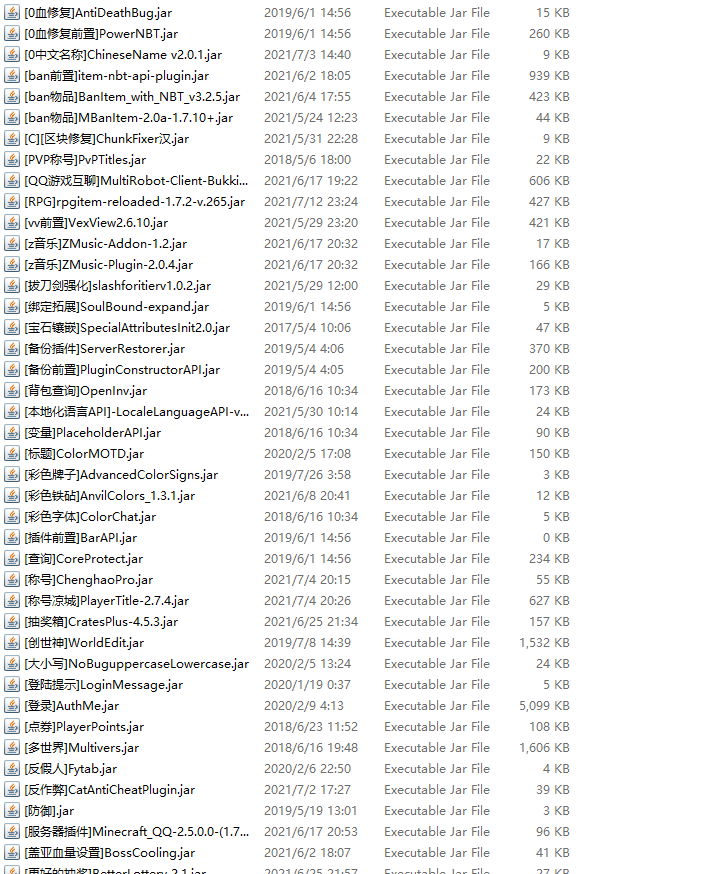 [0血修复]AntiDeathBug.jar 2019/6/1 14:56 Executable Jar File 15 KB
[0血修复前置]PowerNBT.jar 2019/6/1 14:56 Executable Jar File 260 KB
[0中文名称]ChineseName v2.0.1.jar 2021/7/3 14:40 Executable Jar File 9 KB
[ban前置]item-nbt-api-plugin.jar 2021/6/2 18:05 Executable Jar File 939 KB
[ban物品]BanItem_with_NBT_v3.2.5.jar 2021/6/4 17:55 Executable Jar File 423 KB
[ban物品]MBanItem-2.0a-1.7.10+.jar 2021/5/24 12:23 Executable Jar File 44 KB
[C][区块修复]ChunkFixer汉.jar 2021/5/31 22:28 Executable Jar File 9 KB
[PVP称号]PvPTitles.jar 2018/5/6 18:00 Executable Jar File 22 KB
[QQ游戏互聊]MultiRobot-Client-Bukki... 2021/6/17 19:22 Executable Jar File 606 KB
[RPG]rpgitem-reloaded-1.7.2-v.265.jar 2021/7/12 23:24 Executable Jar File 427 KB
[vv前置]VexView2.6.10.jar 2021/5/29 23:20 Executable Jar File 421 KB
[z音乐]ZMusic-Addon-1.2.jar 2021/6/17 20:32 Executable Jar File 17 KB
[z音乐]ZMusic-Plugin-2.0.4.jar 2021/6/17 20:32 Executable Jar File 166 KB
[拔刀剑强化]slashforitierv1.0.2.jar 2021/5/29 12:00 Executable Jar File 29 KB
[绑定拓展]SoulBound-expand.jar 2019/6/1 14:56 Executable Jar File 5 KB
[宝石镶嵌]SpecialAttributesInit2.0.jar 2017/5/4 10:06 Executable Jar File 47 KB
[备份插件]ServerRestorer.jar 2019/5/4 4:06 Executable Jar File 370 KB
[备份前置]PluginConstructorAPI.jar 2019/5/4 4:05 Executable Jar File 200 KB
[背包查询]OpenInv.jar 2018/6/16 10:34 Executable Jar File 173 KB
[本地化语言API]-LocaleLanguageAPI-v... 2021/5/30 10:14 Executable Jar File 24 KB
[变量]PlaceholderAPI.jar 2018/6/16 10:34 Executable Jar File 90 KB
[标题]ColorMOTD.jar 2020/2/5 17:08 Executable Jar File 150 KB
[彩色牌子]AdvancedColorSigns.jar 2019/7/26 3:58 Executable Jar File 3 KB
[彩色铁砧]AnvilColors_1.3.1.jar 2021/6/8 20:41 Executable Jar File 12 KB
[彩色字体]ColorChat.jar 2018/6/16 10:34 Executable Jar File 5 KB
[插件前置]BarAPI.jar 2019/6/1 14:56 Executable Jar File 0 KB
[查询]CoreProtect.jar 2019/6/1 14:56 Executable Jar File 234 KB
[称号]ChenghaoPro.jar 2021/7/4 20:15 Executable Jar File 55 KB
[称号凉城]PlayerTitle-2.7.4.jar 2021/7/4 20:26 Executable Jar File 627 KB
[抽奖箱]CratesPlus-4.5.3.jar 2021/6/25 21:34 Executable Jar File 157 KB
[创世神]WorldEdit.jar 2019/7/8 14:39 Executable Jar File 1,532 KB
[大小写]NoBuguppercaseLowercase.jar 2020/2/5 13:24 Executable Jar File 24 KB
[登陆提示]LoginMessage.jar 2020/1/19 0:37 Executable Jar File 5 KB
[登录]AuthMe.jar 2020/2/9 4:13 Executable Jar File 5,099 KB
[点券]PlayerPoints.jar 2018/6/23 11:52 Executable Jar File 108 KB
[多世界]Multivers.jar 2018/6/16 19:48 Executable Jar File 1,606 KB
[反假人]Fytab.jar 2020/2/6 22:50 Executable Jar File 4 KB
[反作弊]CatAntiCheatPlugin.jar 2021/7/2 17:27 Executable Jar File 39 KB
[防御].jar 2019/5/19 13:01 Executable Jar File 3 KB
[服务器插件]Minecraft_QQ-2.5.0.0-(1.7... 2021/6/17 20:53 Executable Jar File 96 KB
[盖亚血量设置]BossCooling.jar 2021/6/2 18:07 Executable Jar File 41 KB
[更好的抽奖]BetterLottery-2.1.jar 2021/6/25 21:57 Executable Jar File 27 KB